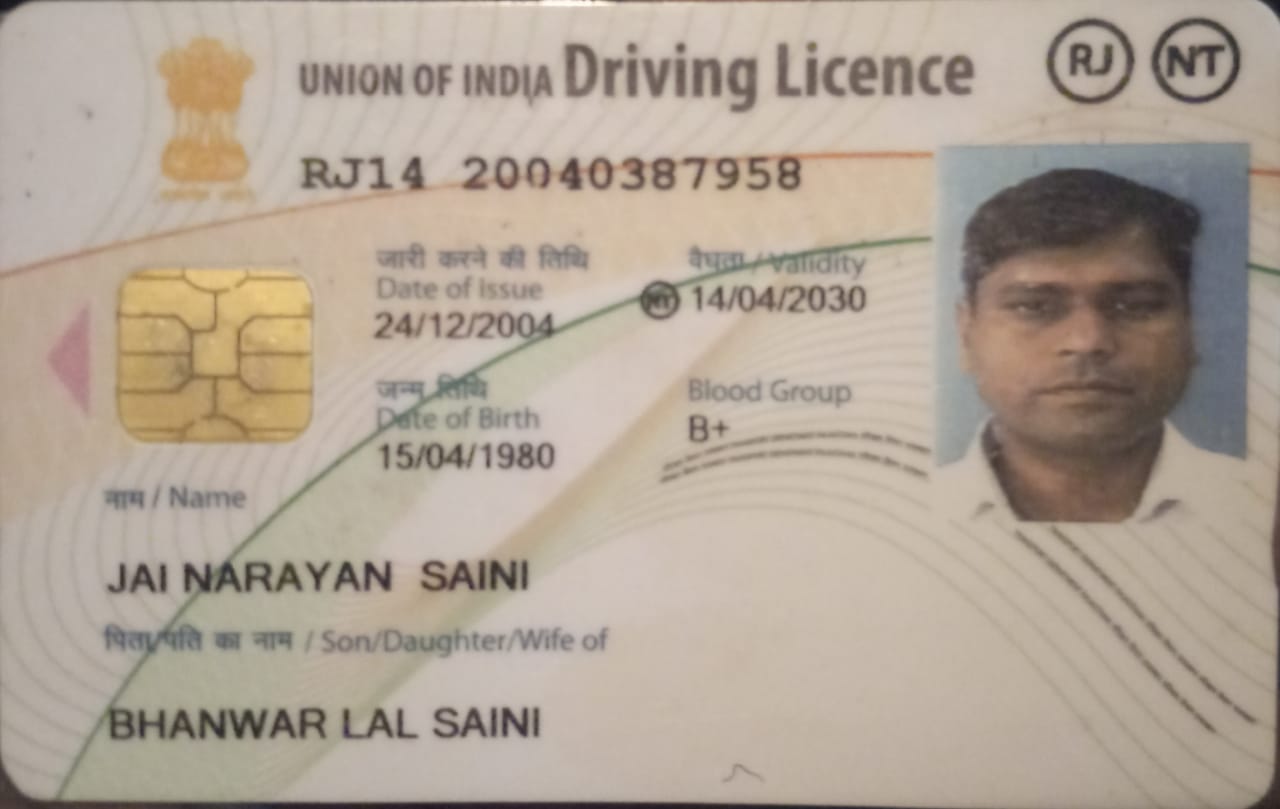 UNION OF INDIA Driving Licence RJ NT
RJ14 20040387958
जारी करने की तिथि
Date of Issue
24/12/2004
वैघता / Validity
NT 14/04/2030
जन्म तिथि
Date of Birth
15/04/1980
Blood Group
B+
नाम / Name
JAI NARAYAN SAINI
पिता/पति का नाम / Son/Daughter/Wife of
BHANWAR LAL SAINI